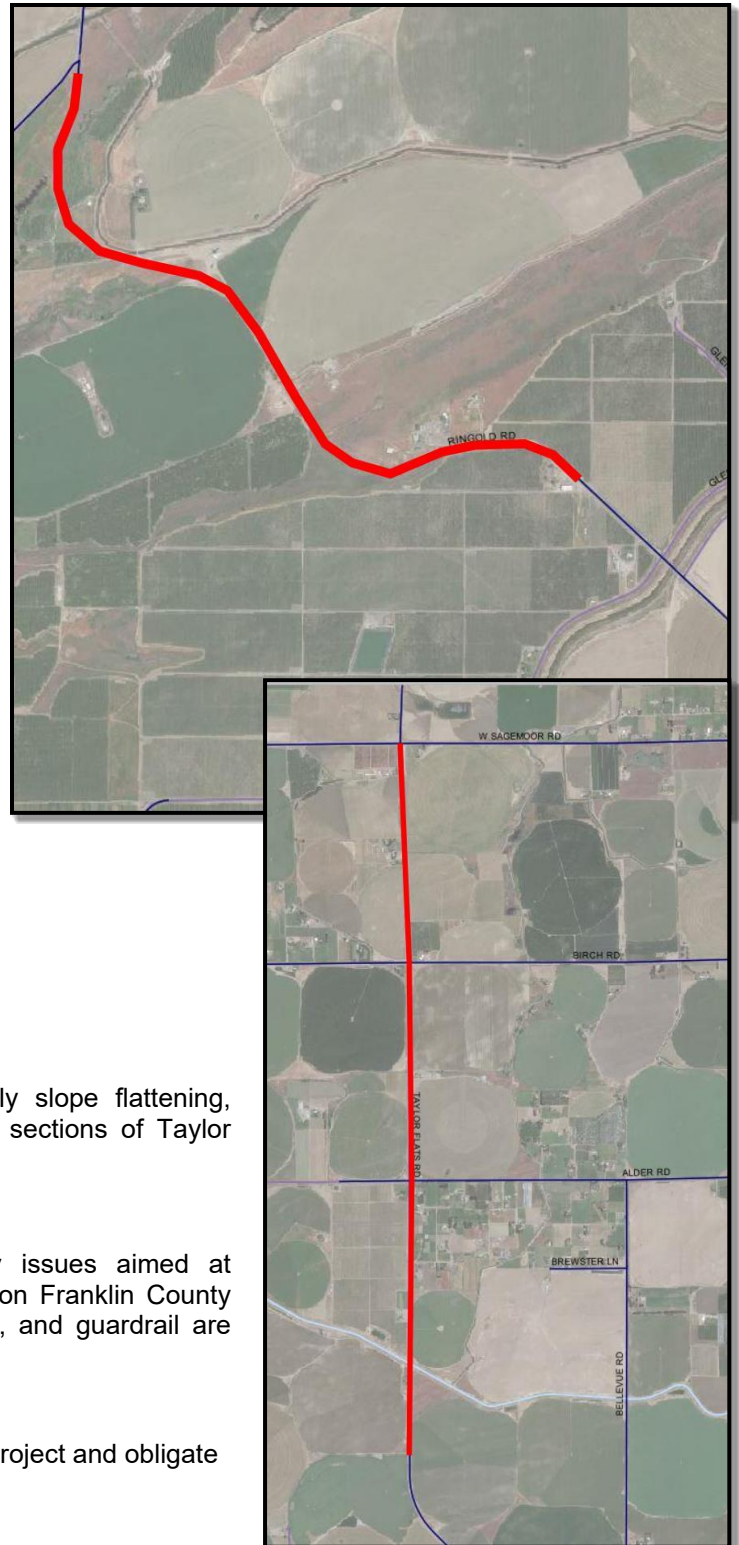 RINGOLD RD
W SAGEMOOR RD
BIRCH RD
TAYLOR FLATS RD
ALDER RD
BREWSTER LN
BELLEVUE RD
ly slope flattening,
sections of Taylor
issues aimed at
on Franklin County
, and guardrail are
roject and obligate